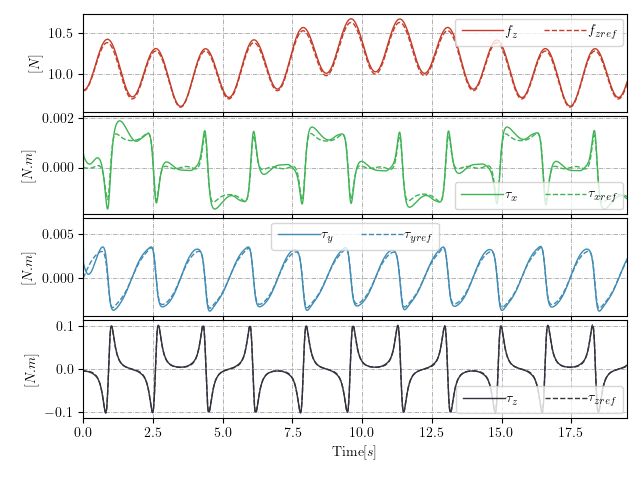 10.5
10.0
[N]
f_z f_zref
0.002
0.000
[N.m]
τ_x τ_xref
0.005
0.000
[N.m]
τ_y τ_yref
0.1
0.0
−0.1
[N.m]
τ_z τ_zref
0.0 2.5 5.0 7.5 10.0 12.5 15.0 17.5
Time[s]